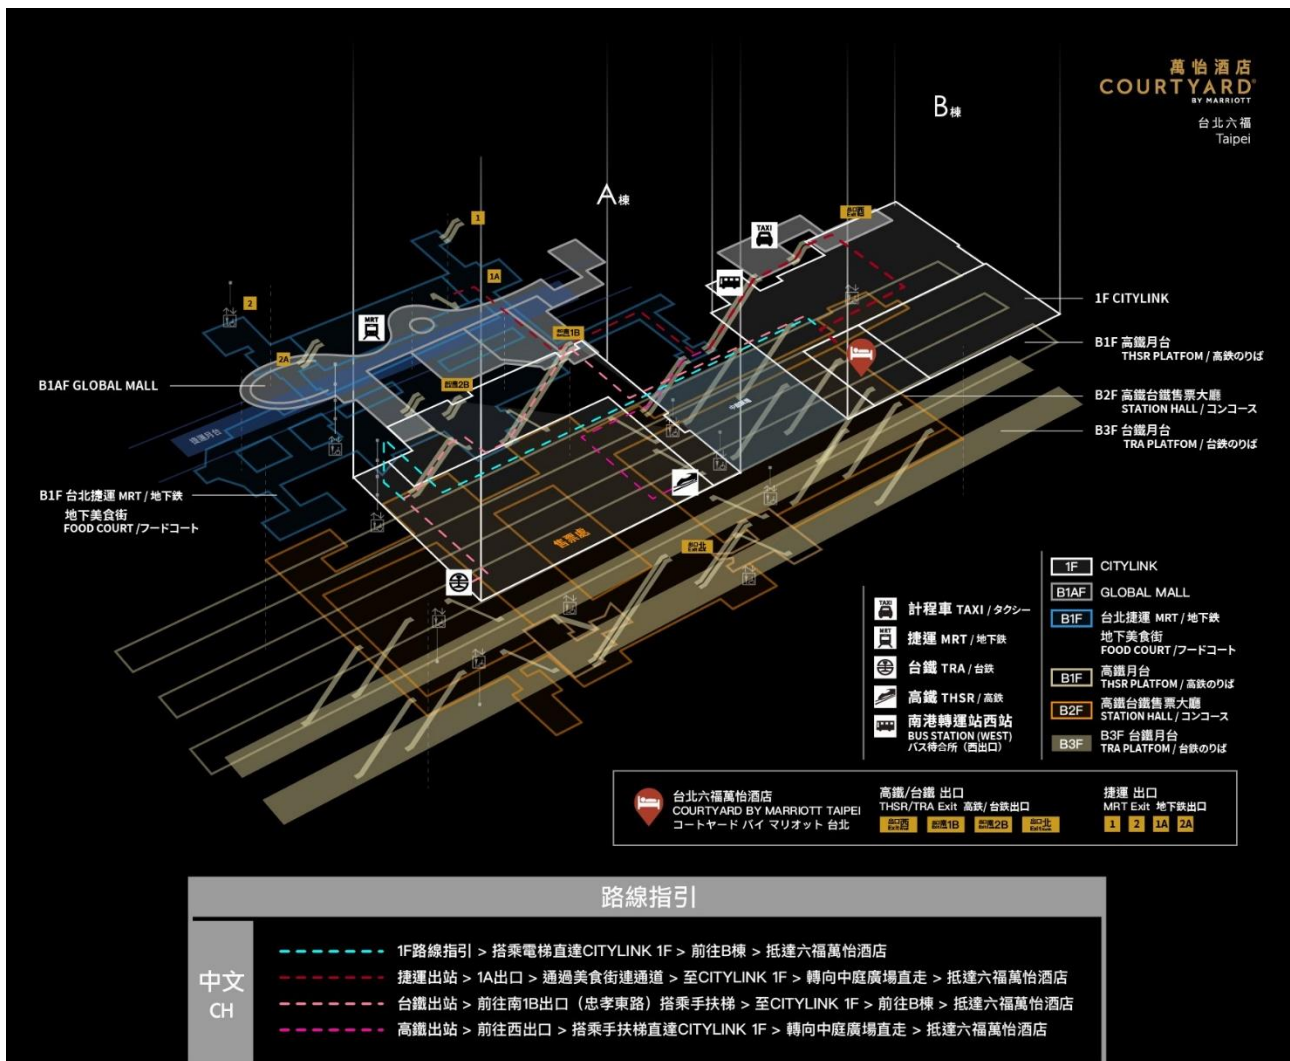 萬怡酒店
COURTYARD®
BY MARRIOTT
台北六福
Taipei
B棟
A棟
TAXI
1
1A
2
MRT
1B
2A
2B
捷運月台
售票處
B1AF GLOBAL MALL
B1F 台北捷運 MRT / 地下鉄
地下美食街
FOOD COURT /フードコート
1F CITYLINK
B1F 高鐵月台
THSR PLATFOM / 高鉄のりば
B2F 高鐵台鐵售票大廳
STATION HALL / コンコース
B3F 台鐵月台
TRA PLATFOM / 台鉄のりば
TAXI 計程車 TAXI / タクシー
MRT 捷運 MRT / 地下鉄
台鐵 TRA / 台鉄
高鐵 THSR / 高鉄
南港轉運站西站
BUS STATION (WEST)
バス待合所（西出口）
1F CITYLINK
B1AF GLOBAL MALL
B1F 台北捷運 MRT / 地下鉄
地下美食街
FOOD COURT /フードコート
B1F 高鐵月台
THSR PLATFOM / 高鉄のりば
B2F 高鐵台鐵售票大廳
STATION HALL / コンコース
B3F B3F 台鐵月台
TRA PLATFOM / 台鉄のりば
台北六福萬怡酒店
COURTYARD BY MARRIOTT TAIPEI
コートヤード バイ マリオット 台北
高鐵/台鐵 出口
THSR/TRA Exit 高鉄/台鉄出口
西 1B 2B 北
捷運 出口
MRT Exit 地下鉄出口
1 2 1A 2A
路線指引
中文
CH
1F路線指引 > 搭乘電梯直達CITYLINK 1F > 前往B棟 > 抵達六福萬怡酒店
捷運出站 > 1A出口 > 通過美食街連通道 > 至CITYLINK 1F > 轉向中庭廣場直走 > 抵達六福萬怡酒店
台鐵出站 > 前往南1B出口（忠孝東路）搭乘手扶梯 > 至CITYLINK 1F > 前往B棟 > 抵達六福萬怡酒店
高鐵出站 > 前往西出口 > 搭乘手扶梯直達CITYLINK 1F > 轉向中庭廣場直走 > 抵達六福萬怡酒店